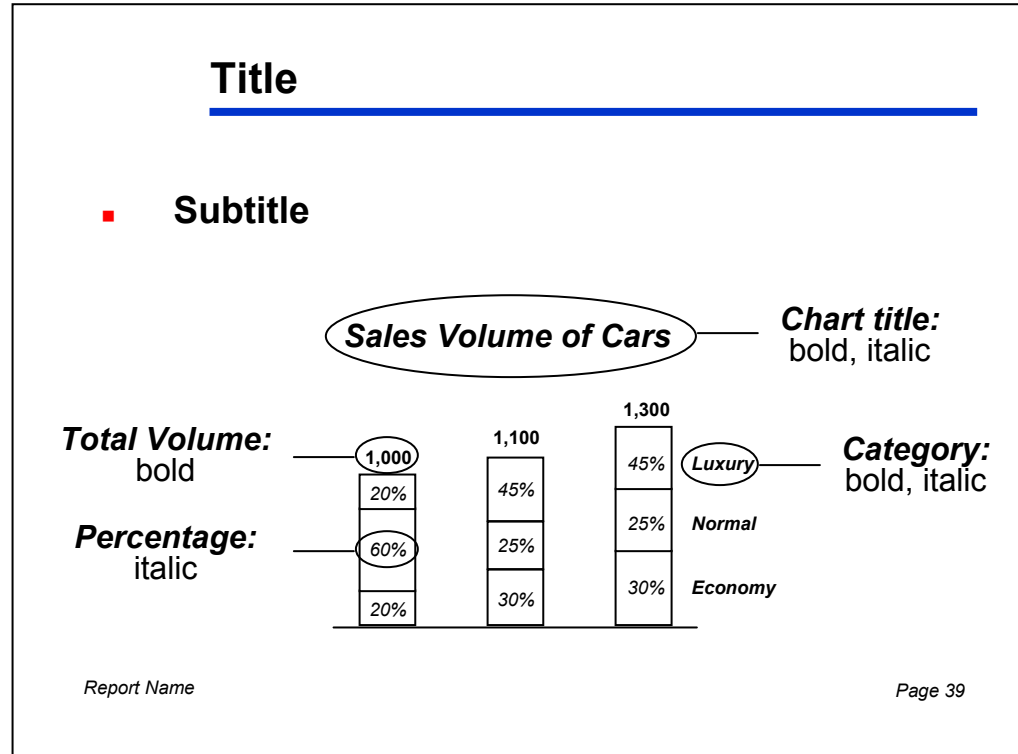 Title
Subtitle
Sales Volume of Cars
Chart title:
bold, italic
Total Volume:
bold
Percentage:
italic
1,000
20%
60%
20%
1,100
45%
25%
30%
1,300
45%
25%
30%
Luxury
Normal
Economy
Category:
bold, italic
Report Name
Page 39